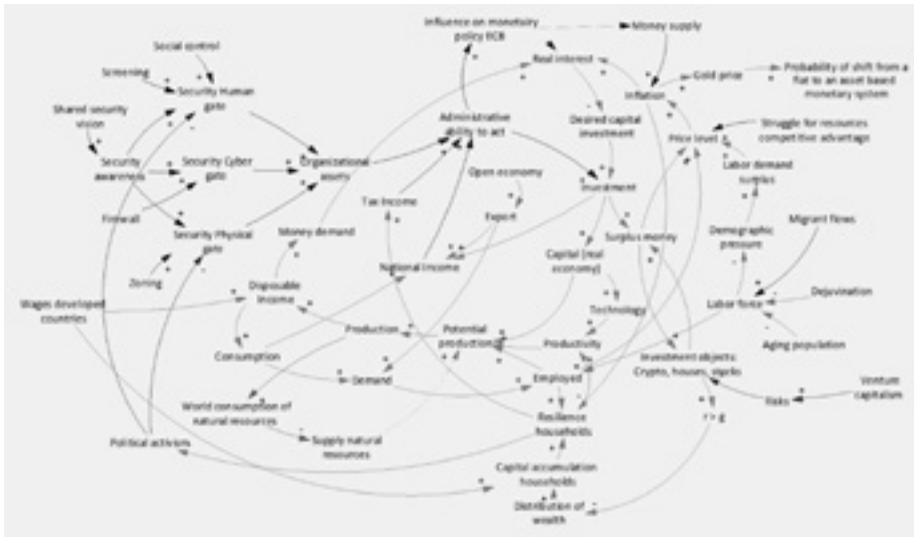 Influence on monetairy
policy ECB
Money supply
Social control
Real interest
Gold price
Probability of shift from a
fiat to an asset based
monetary system
Screening
Security Human
gate
Inflation
Shared security
vision
Administrative
ability to act
Desired capital
investment
Price level
Struggle for resources
competitive advantage
Security
awareness
Security Cyber
gate
Organizational
assets
Open economy
Investment
Labor demand
surplus
Tax Income
Export
Firewall
Security Physical
gate
Money demand
Surplus money
Demographic
pressure
Migrant flows
National Income
Capital (real
economy)
Zoning
Disposable
Income
Wages developed
countries
Technology
Labor force
Dejuvination
Production
Potential
production
Productivity
Aging population
Consumption
Investment objects:
Crypto, houses, stocks
Demand
Employed
Venture
capitalism
World consumption of
natural resources
r > g
Risks
Resilience
households
Political activism
Supply natural
resources
Capital accumulation
households
Distribution of
wealth